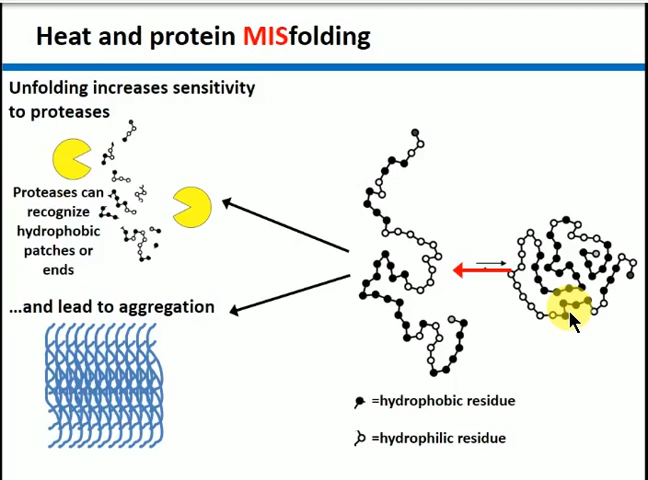 Heat and protein MISfolding
Unfolding increases sensitivity
to proteases
Proteases can
recognize
hydrophobic
patches or
ends
...and lead to aggregation
=hydrophobic residue
=hydrophilic residue